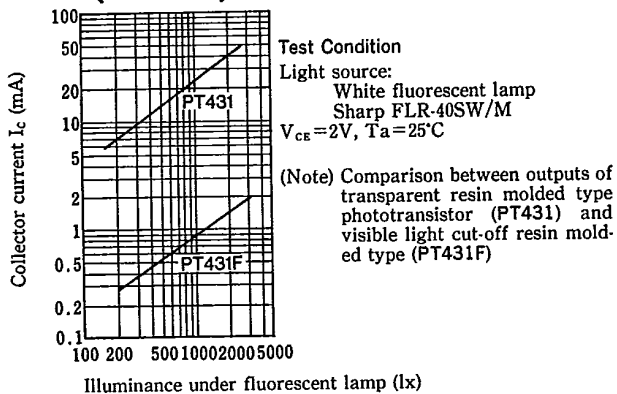 100
50
20
10
5
2
1
0.5
0.2
0.1
Collector current Ic (mA)
PT431
PT431F
100 200 500 1000 2000 5000
Illuminance under fluorescent lamp (lx)
Test Condition
Light source:
White fluorescent lamp
Sharp FLR-40SW/M
VCE=2V, Ta=25°C
(Note) Comparison between outputs of
transparent resin molded type
phototransistor (PT431) and
visible light cut-off resin mold-
ed type (PT431F)